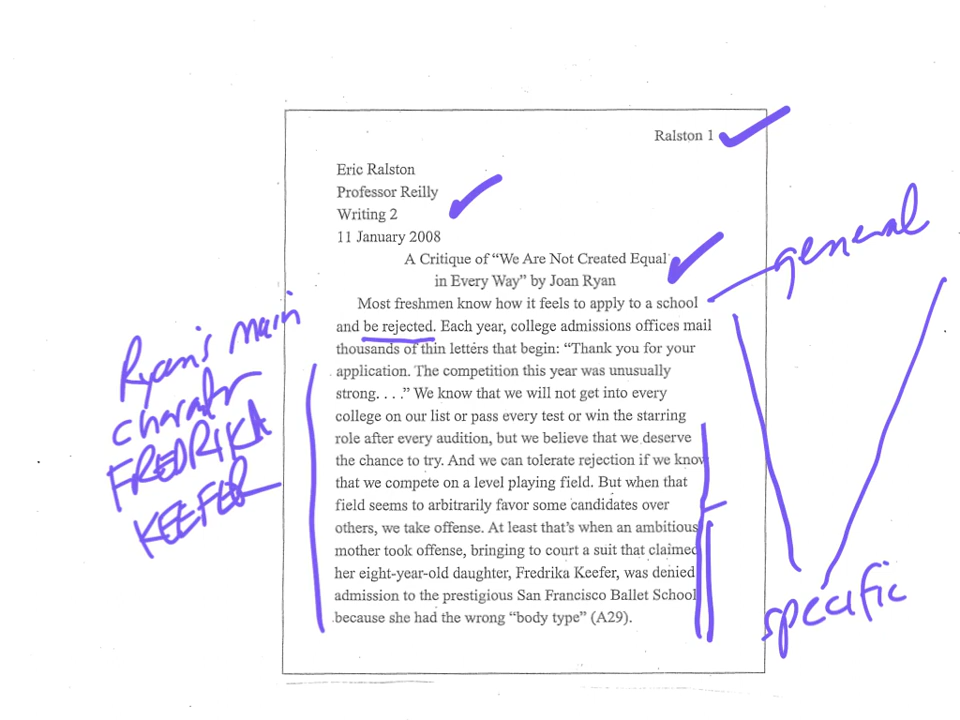 Ralston 1
Eric Ralston
Professor Reilly
Writing 2
11 January 2008
A Critique of “We Are Not Created Equal
in Every Way” by Joan Ryan
Most freshmen know how it feels to apply to a school
and be rejected. Each year, college admissions offices mail
thousands of thin letters that begin: “Thank you for your
application. The competition this year was unusually
strong. . . .” We know that we will not get into every
college on our list or pass every test or win the starring
role after every audition, but we believe that we deserve
the chance to try. And we can tolerate rejection if we know
that we compete on a level playing field. But when that
field seems to arbitrarily favor some candidates over
others, we take offense. At least that’s when an ambitious
mother took offense, bringing to court a suit that claimed
her eight-year-old daughter, Fredrika Keefer, was denied
admission to the prestigious San Francisco Ballet School
because she had the wrong “body type” (A29).
general
specific
Ryan's main
FREDRIKA
KEEFER